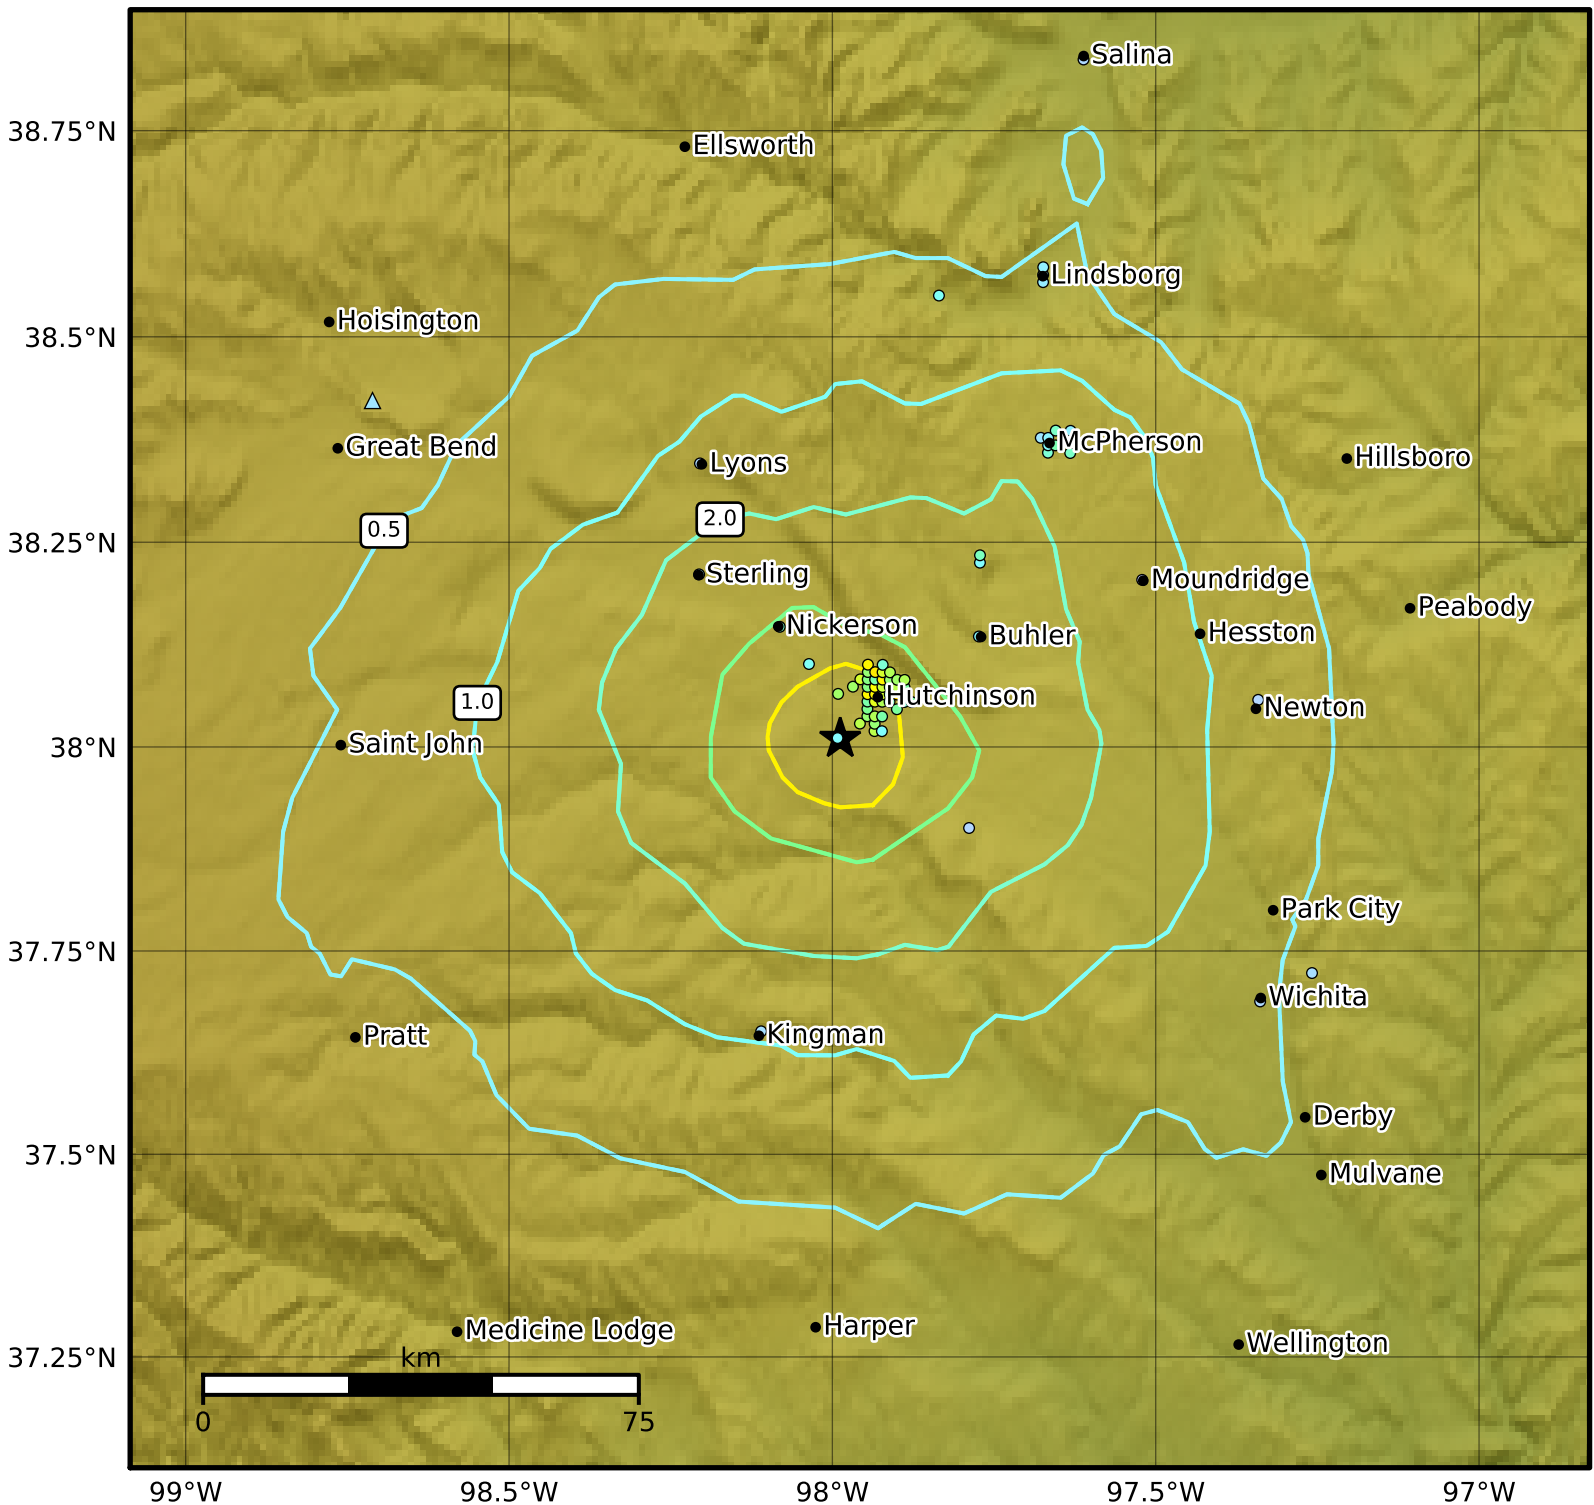 Salina
38.75°N
Ellsworth
Lindsborg
Hoisington
38.5°N
McPherson
Great Bend
Hillsboro
Lyons
2.0
0.5
38.25°N
Sterling
Moundridge
Peabody
Nickerson
Hesston
Buhler
Hutchinson
1.0
Newton
Saint John
38°N
Park City
37.75°N
Wichita
Kingman
Pratt
Derby
37.5°N
Mulvane
Harper
Medicine Lodge
Wellington
37.25°N
km
0 75
99°W 98.5°W 98°W 97.5°W 97°W